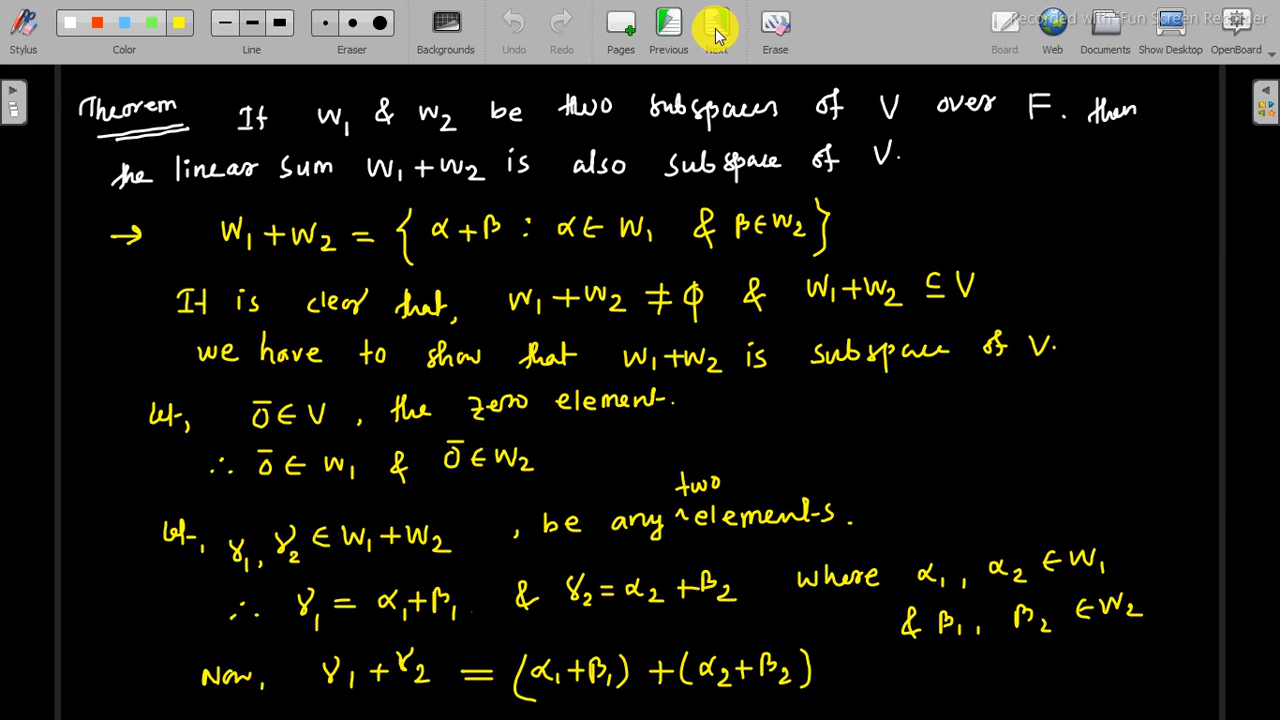 Recorded with iFun Screen Recorder
Stylus Color Line Eraser Backgrounds Undo Redo Pages Previous Next Erase Board Web Documents Show Desktop OpenBoard
Theorem If W₁ & W₂ be two subspaces of V over F. then
the linear sum W₁+W₂ is also subspace of V.
→ W₁+W₂ = { α+β : α∈W₁ & β∈W₂ }
It is clear that, W₁+W₂ ≠ ϕ & W₁+W₂ ⊆ V
we have to show that W₁+W₂ is subspace of V.
let, 0̄ ∈ V, the zero element.
∴ 0̄ ∈ W₁ & 0̄ ∈ W₂
let, γ₁, γ₂ ∈ W₁+W₂, be any two elements.
∴ γ₁ = α₁+β₁ & γ₂ = α₂+β₂ where α₁, α₂ ∈ W₁
& β₁, β₂ ∈ W₂
Now, γ₁+γ₂ = (α₁+β₁) + (α₂+β₂)